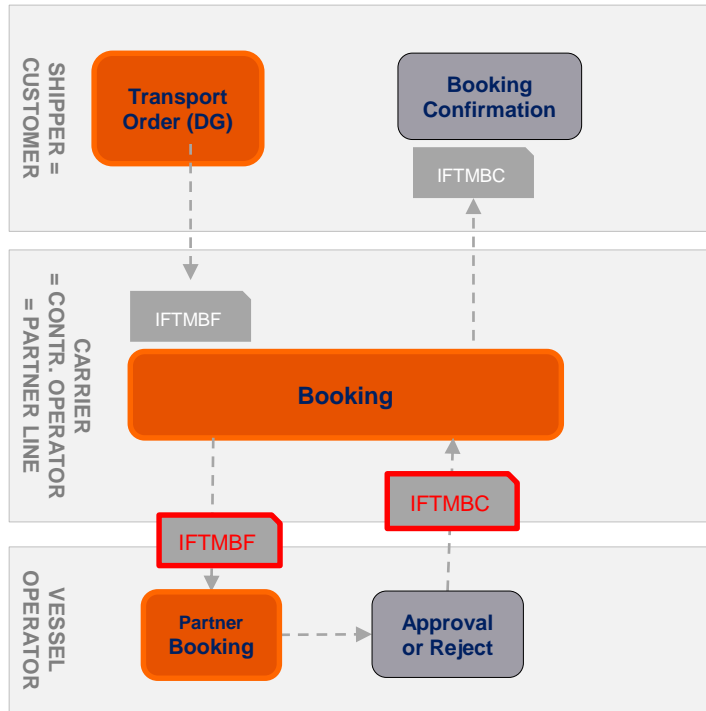 SHIPPER =
CUSTOMER
Transport
Order (DG)
Booking
Confirmation
IFTMBC
CARRIER
= CONTR. OPERATOR
= PARTNER LINE
IFTMBF
Booking
IFTMBF
IFTMBC
VESSEL
OPERATOR
Partner
Booking
Approval
or Reject